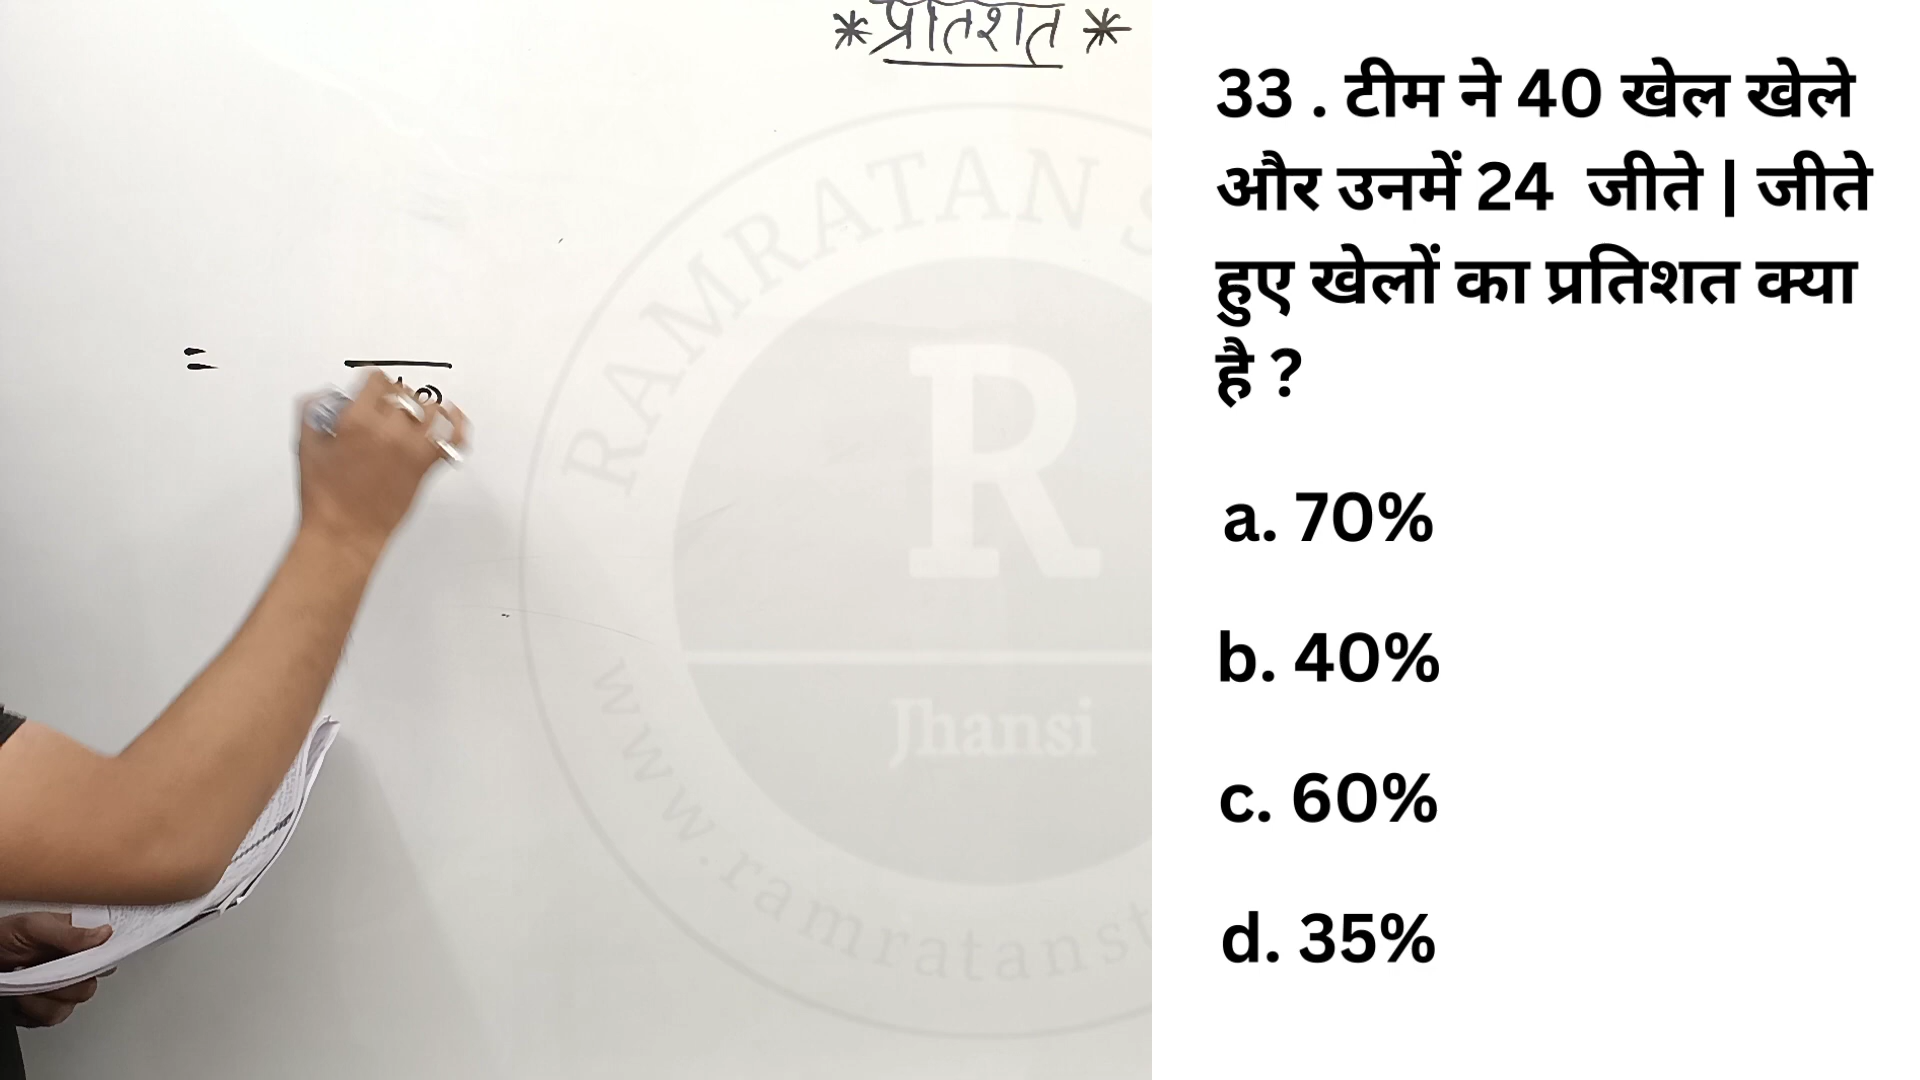 *प्रतिशत*
33 . टीम ने 40 खेल खेले
और उनमें 24 जीते | जीते
हुए खेलों का प्रतिशत क्या
है ?
a. 70%
b. 40%
c. 60%
d. 35%
=
RAMRATAN S
R
Jhansi
www.ramratanst